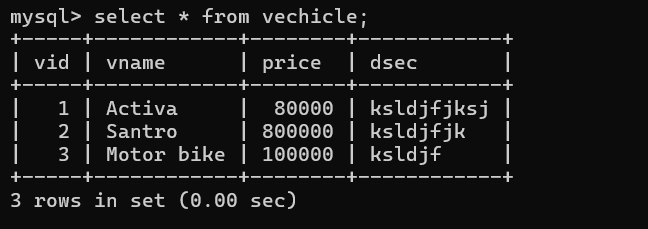 mysql> select * from vechicle;
+-----+------------+--------+------------+
| vid | vname      | price  | dsec       |
+-----+------------+--------+------------+
|   1 | Activa     |  80000 | ksldjfjksj |
|   2 | Santro     | 800000 | ksldjfjk   |
|   3 | Motor bike | 100000 | ksldjf     |
+-----+------------+--------+------------+
3 rows in set (0.00 sec)